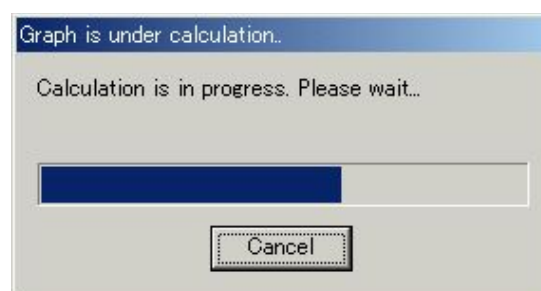 Graph is under calculation..
Calculation is in progress. Please wait...
Cancel